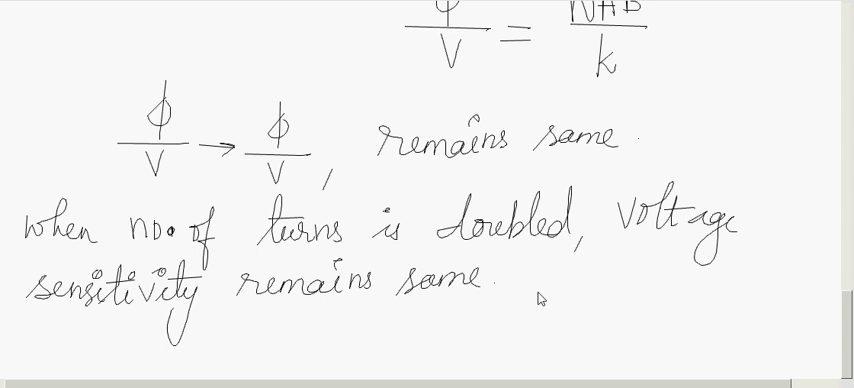 φ/V = NAB/k
φ/V → φ/V, remains same.
when no. of turns is doubled, voltage
sensitivity remains same.